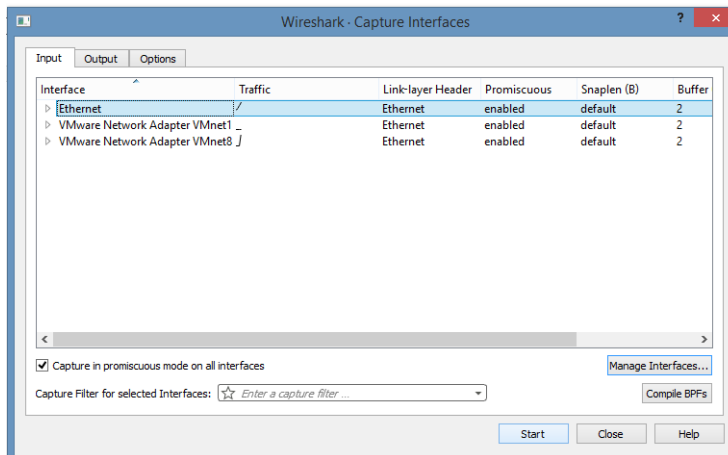 Wireshark · Capture Interfaces ? ×
Input Output Options
Interface Traffic Link-layer Header Promiscuous Snaplen (B) Buffer
Ethernet Ethernet enabled default 2
VMware Network Adapter VMnet1 Ethernet enabled default 2
VMware Network Adapter VMnet8 Ethernet enabled default 2
Capture in promiscuous mode on all interfaces Manage Interfaces...
Capture Filter for selected Interfaces: Enter a capture filter ... Compile BPFs
Start Close Help